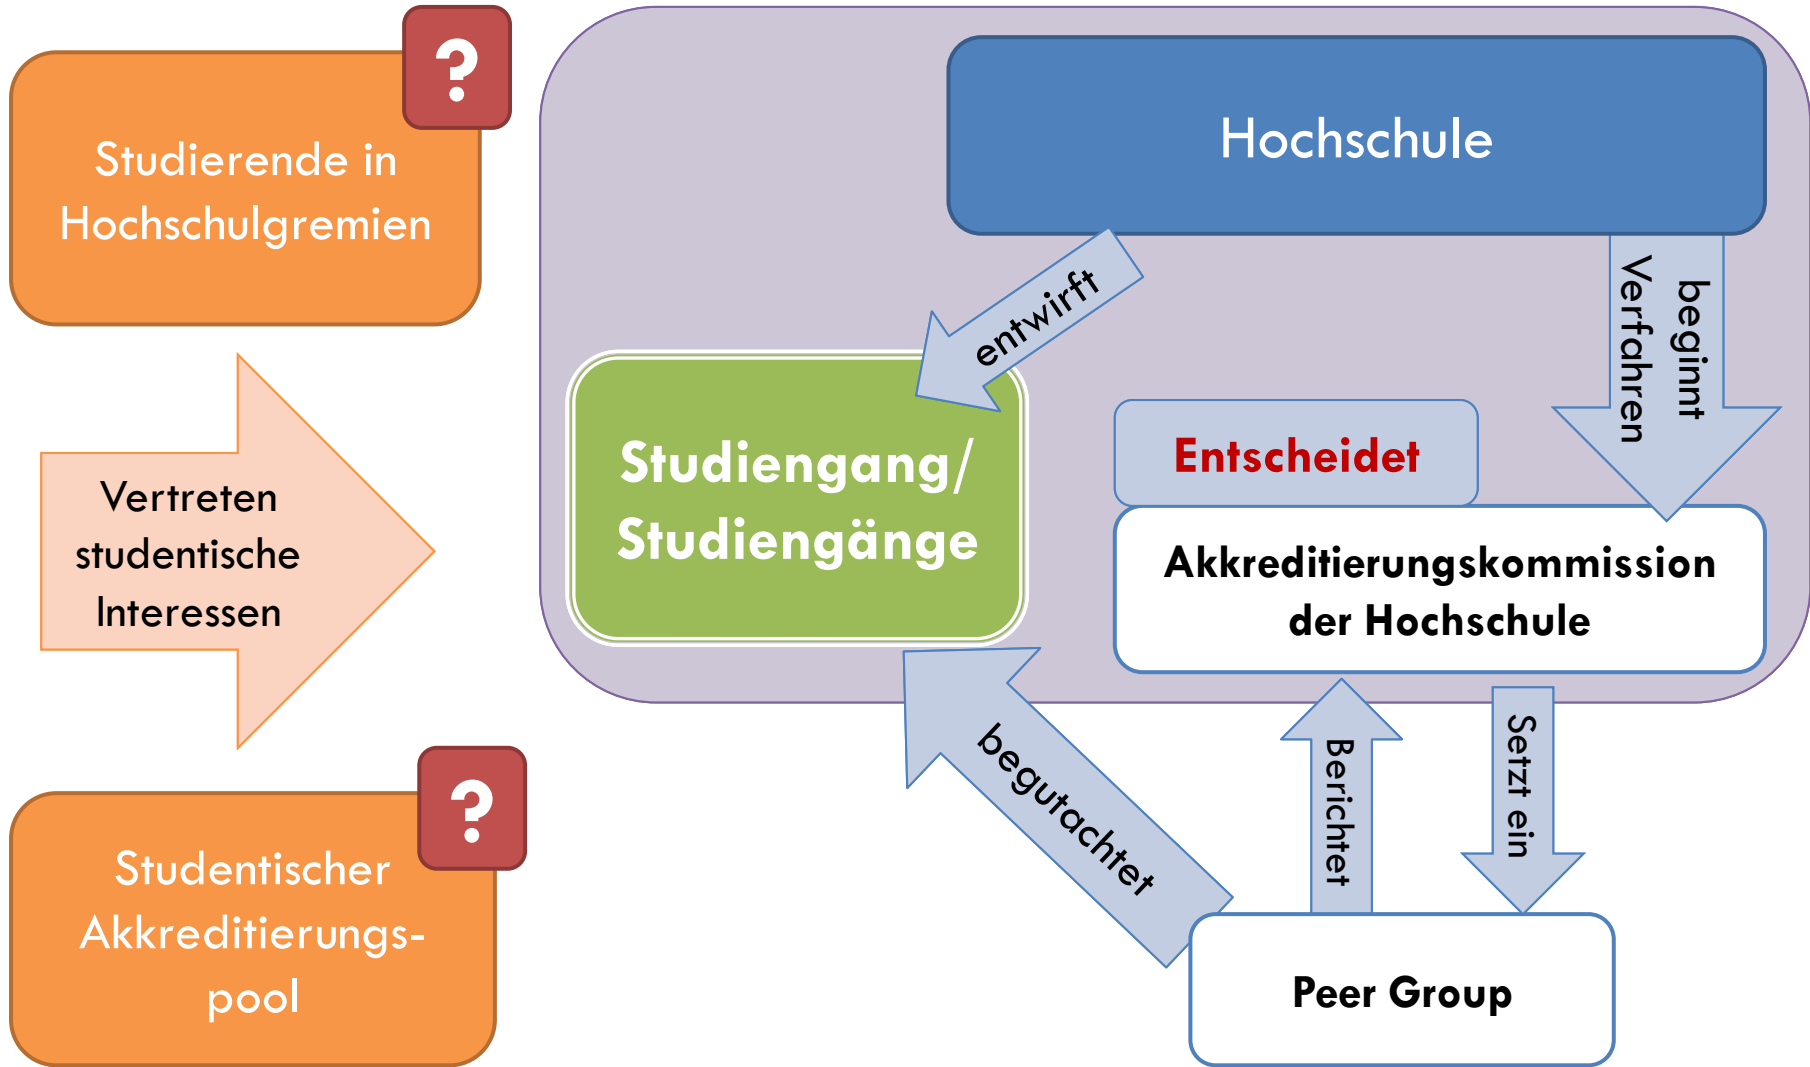 ?
Studierende in
Hochschulgremien
Vertreten
studentische
Interessen
?
Studentischer
Akkreditierungs-
pool
Hochschule
entwirft
beginnt
Verfahren
Studiengang/
Studiengänge
Entscheidet
Akkreditierungskommission
der Hochschule
begutachtet
Berichtet
Setzt ein
Peer Group